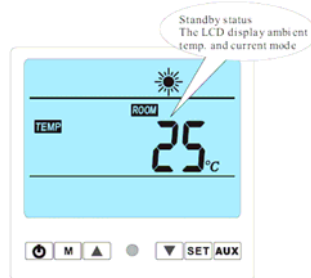 Standby status
The LCD display ambient
temp. and current mode
ROOM
TEMP
25°C
M
SET AUX